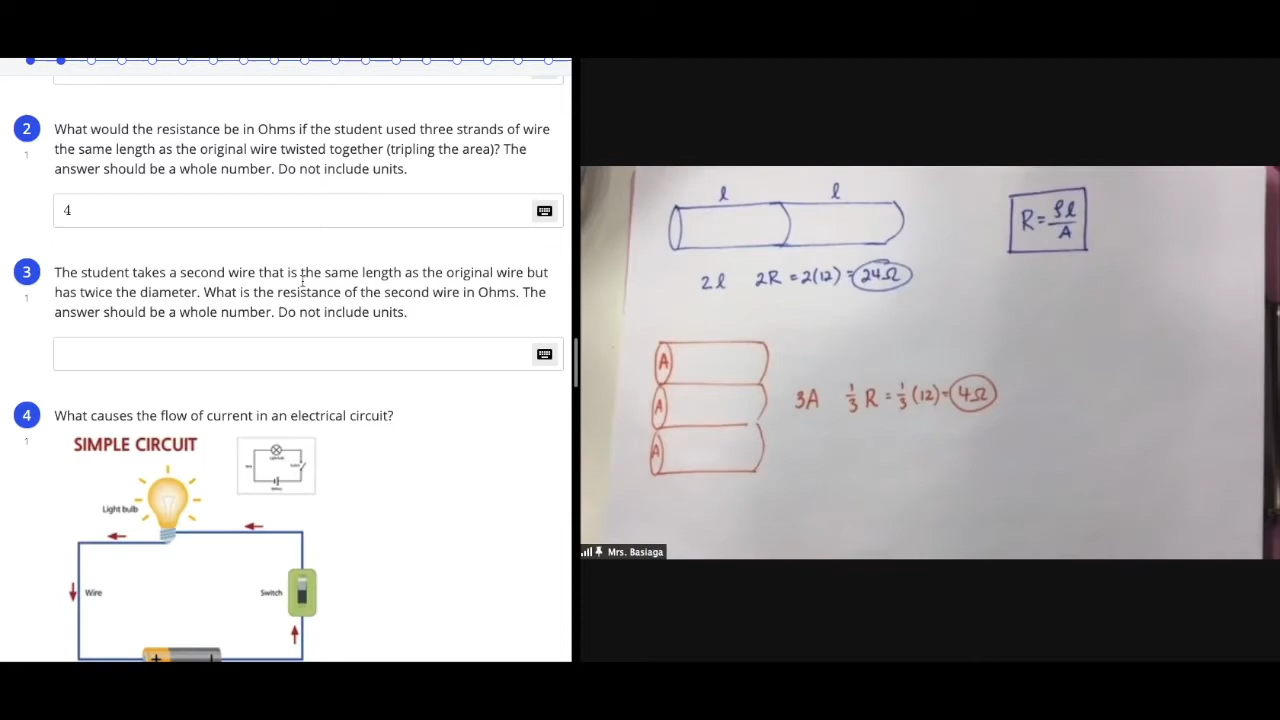 2
What would the resistance be in Ohms if the student used three strands of wire
1
the same length as the original wire twisted together (tripling the area)? The
answer should be a whole number. Do not include units.
4
3
The student takes a second wire that is the same length as the original wire but
1
has twice the diameter. What is the resistance of the second wire in Ohms. The
answer should be a whole number. Do not include units.
4
What causes the flow of current in an electrical circuit?
1
SIMPLE CIRCUIT
Light bulb
Wire
Switch
+
l l
R = ρl/A
2l 2R = 2(12) = 24Ω
A
A
A
3A 1/3 R = 1/3 (12) = 4Ω
Mrs. Basiaga